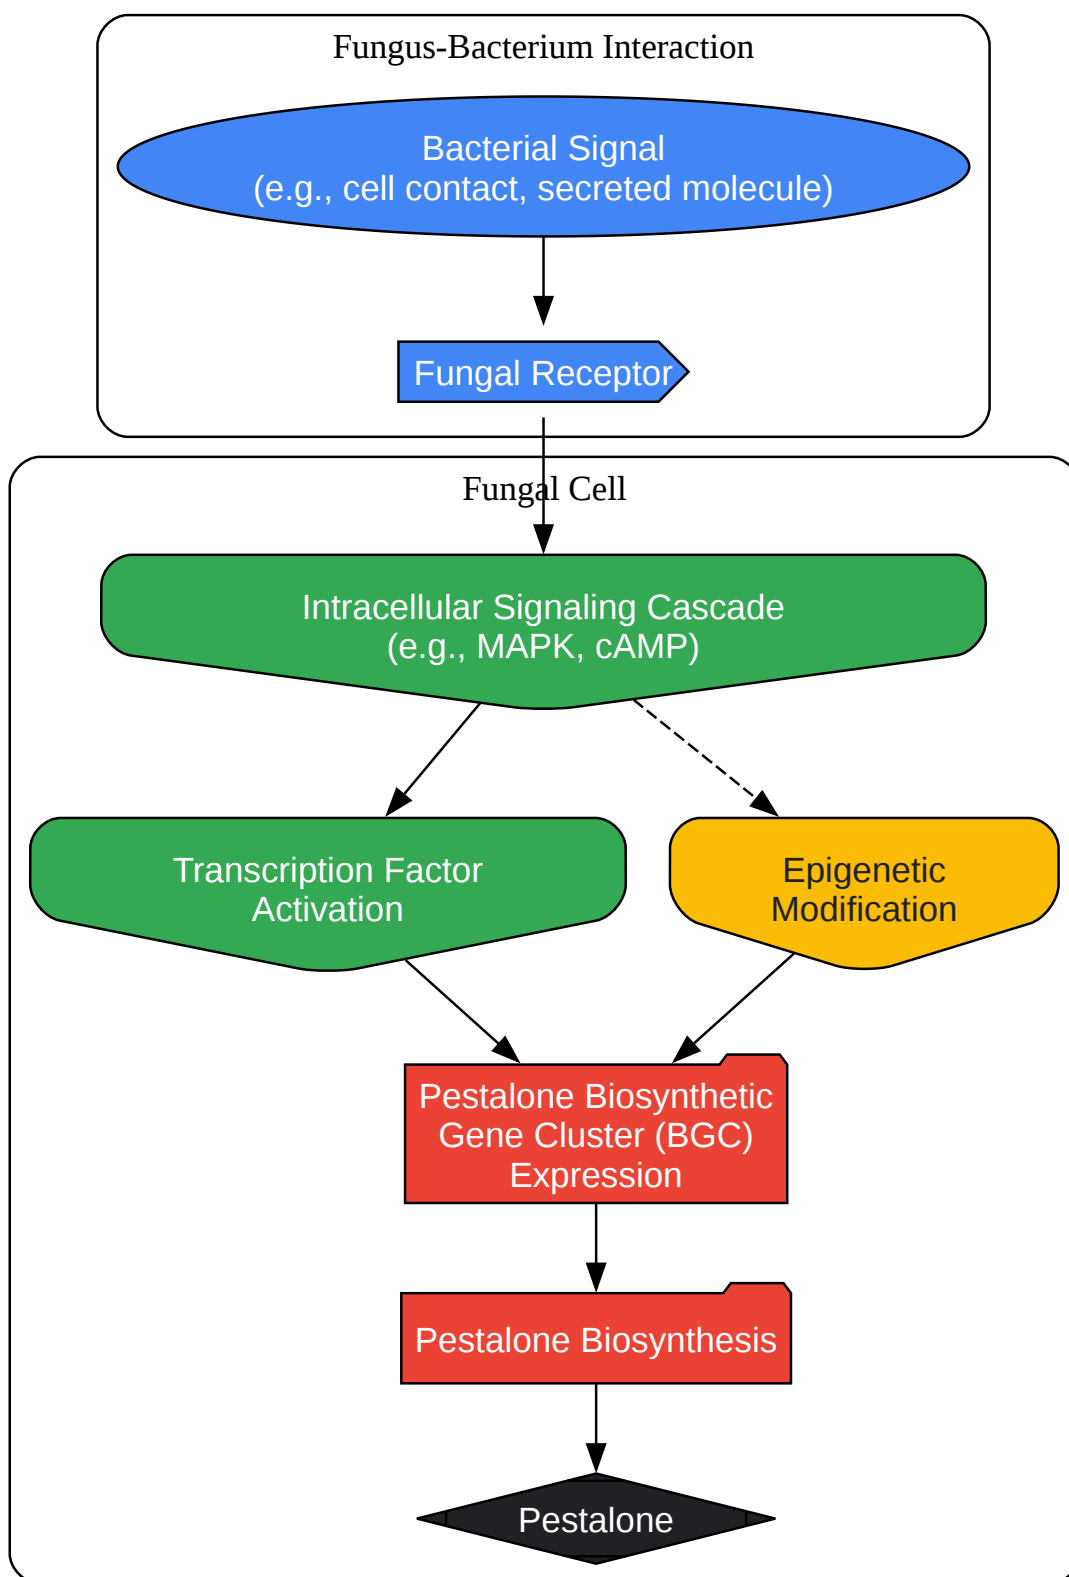 Fungus-Bacterium Interaction
Bacterial Signal
(e.g., cell contact, secreted molecule)
Fungal Receptor
Fungal Cell
Intracellular Signaling Cascade
(e.g., MAPK, cAMP)
Transcription Factor
Activation
Epigenetic
Modification
Pestalone Biosynthetic
Gene Cluster (BGC)
Expression
Pestalone Biosynthesis
Pestalone